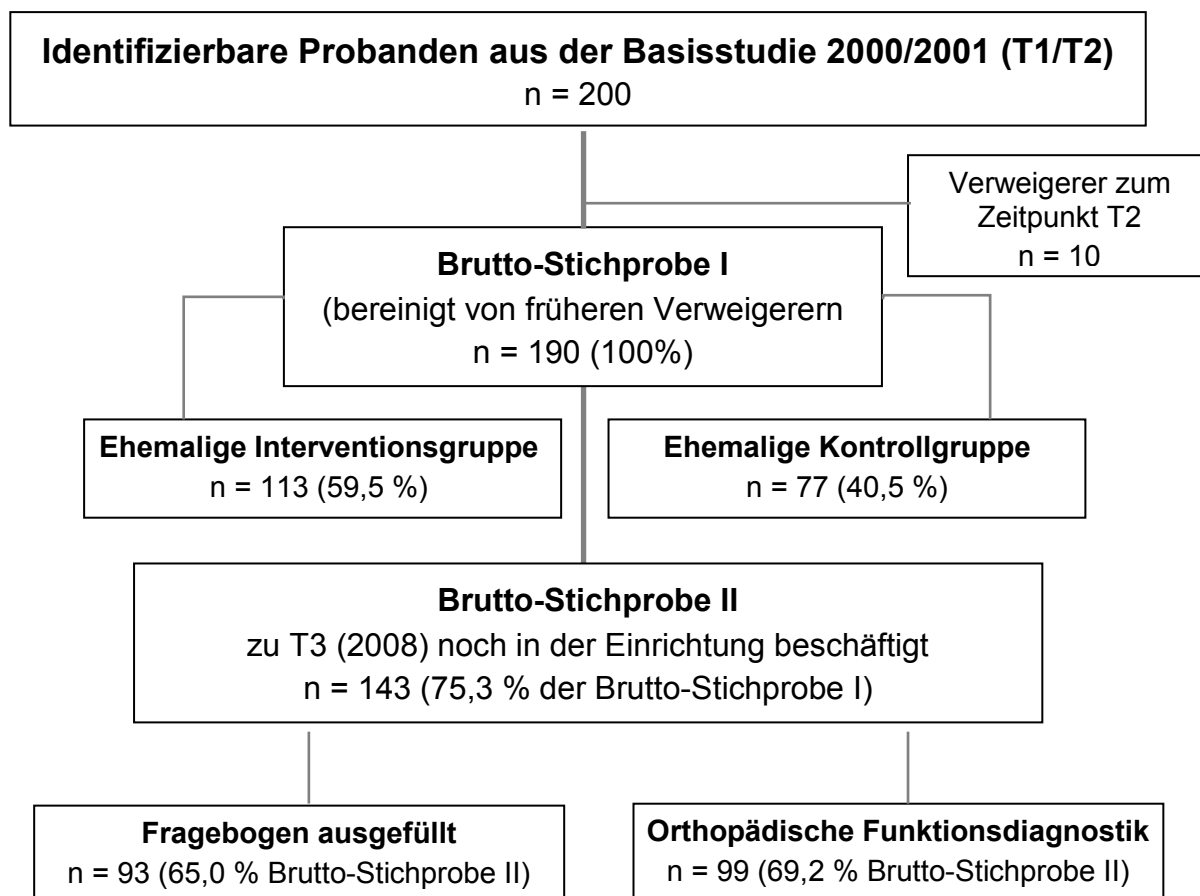 Identifizierbare Probanden aus der Basisstudie 2000/2001 (T1/T2)
n = 200
Verweigerer zum
Zeitpunkt T2
n = 10
Brutto-Stichprobe I
(bereinigt von früheren Verweigerern
n = 190 (100%)
Ehemalige Interventionsgruppe
n = 113 (59,5 %)
Ehemalige Kontrollgruppe
n = 77 (40,5 %)
Brutto-Stichprobe II
zu T3 (2008) noch in der Einrichtung beschäftigt
n = 143 (75,3 % der Brutto-Stichprobe I)
Fragebogen ausgefüllt
n = 93 (65,0 % Brutto-Stichprobe II)
Orthopädische Funktionsdiagnostik
n = 99 (69,2 % Brutto-Stichprobe II)